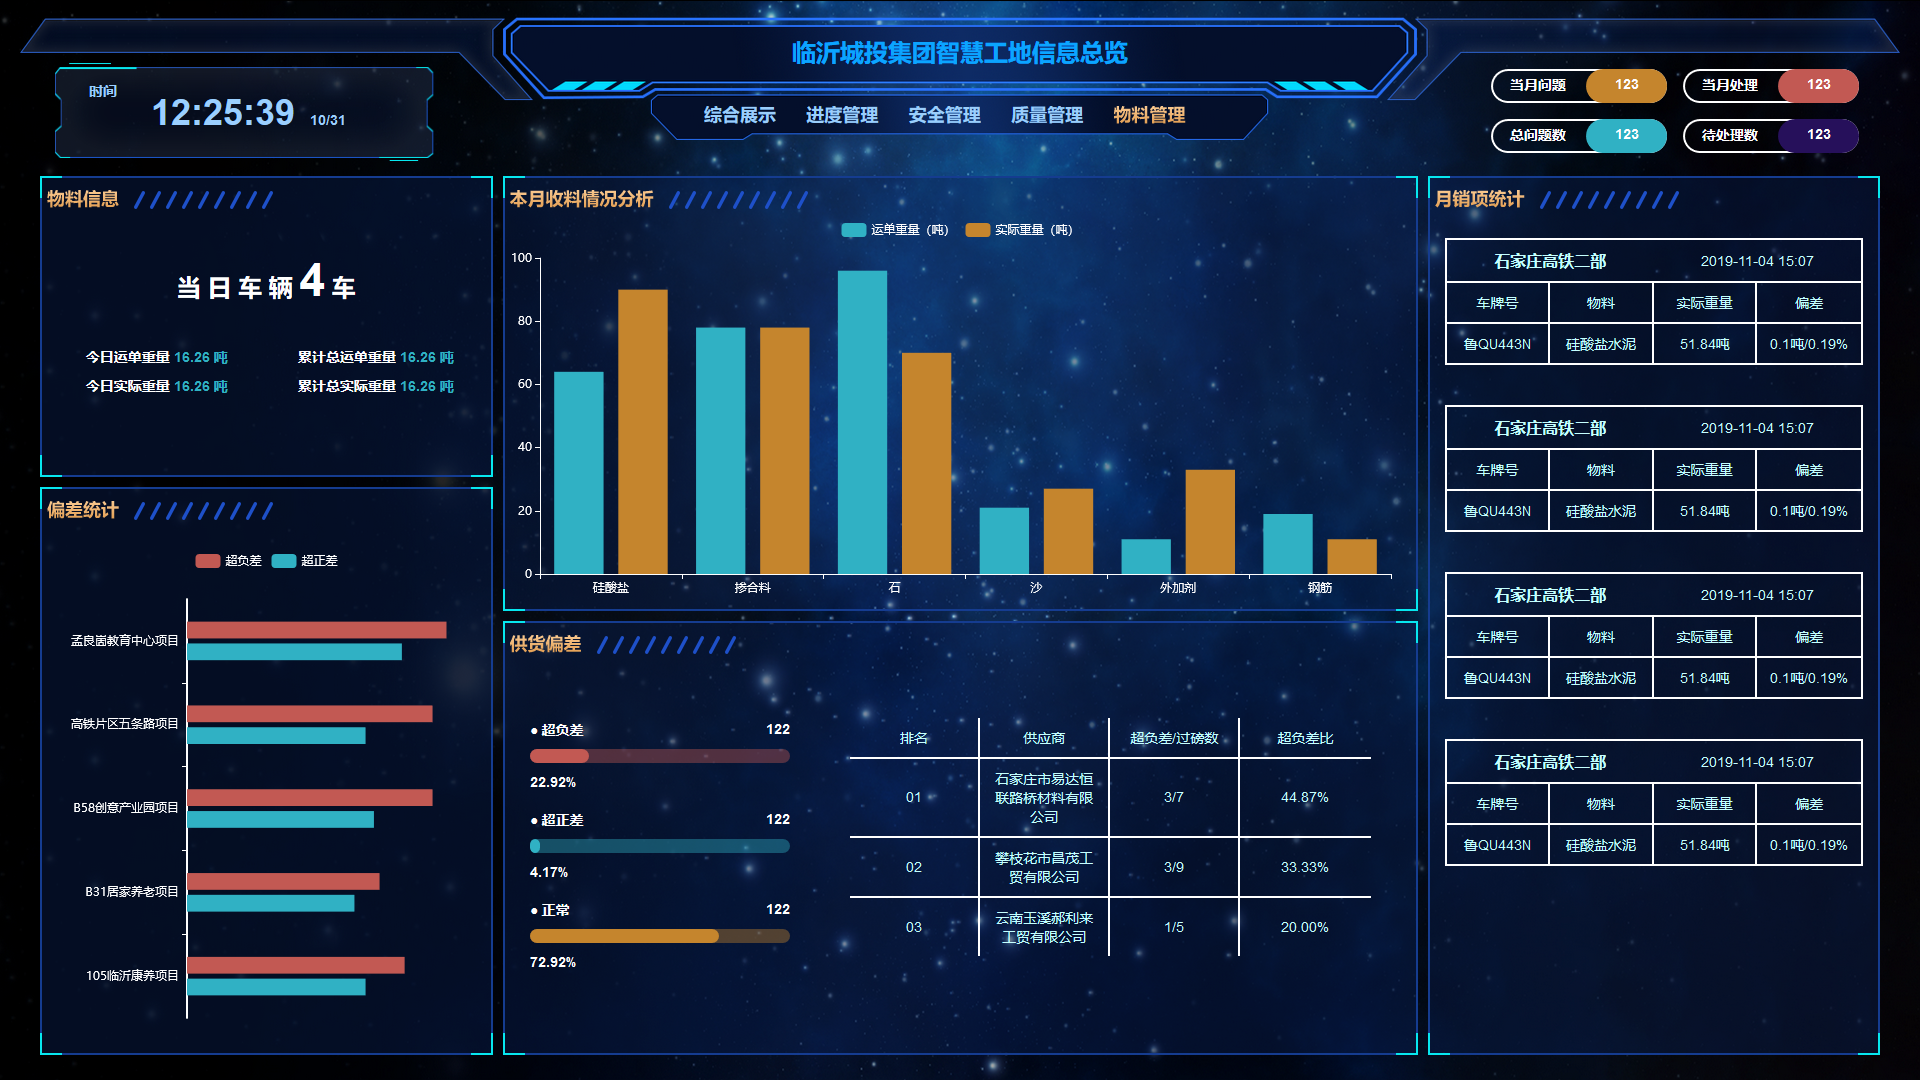 临沂城投集团智慧工地信息总览
时间
12:25:39 10/31
综合展示 进度管理 安全管理 质量管理 物料管理
当月问题 123 当月处理 123
总问题数 123 待处理数 123
物料信息
当日车辆4车
今日运单重量 16.26 吨 累计总运单重量 16.26 吨
今日实际重量 16.26 吨 累计总实际重量 16.26 吨
偏差统计
超负差 超正差
孟良崮教育中心项目
高铁片区五条路项目
B58创意产业园项目
B31居家养老项目
105临沂康养项目
本月收料情况分析
运单重量（吨） 实际重量（吨）
100
80
60
40
20
0
硅酸盐 掺合料 石 沙 外加剂 钢筋
供货偏差
● 超负差 122
22.92%
● 超正差 122
4.17%
● 正常 122
72.92%
排名 供应商 超负差/过磅数 超负差比
01 石家庄市易达恒联路桥材料有限公司 3/7 44.87%
02 攀枝花市昌茂工贸有限公司 3/9 33.33%
03 云南玉溪郝利来工贸有限公司 1/5 20.00%
月销项统计
石家庄高铁二部 2019-11-04 15:07
车牌号 物料 实际重量 偏差
鲁QU443N 硅酸盐水泥 51.84吨 0.1吨/0.19%
石家庄高铁二部 2019-11-04 15:07
车牌号 物料 实际重量 偏差
鲁QU443N 硅酸盐水泥 51.84吨 0.1吨/0.19%
石家庄高铁二部 2019-11-04 15:07
车牌号 物料 实际重量 偏差
鲁QU443N 硅酸盐水泥 51.84吨 0.1吨/0.19%
石家庄高铁二部 2019-11-04 15:07
车牌号 物料 实际重量 偏差
鲁QU443N 硅酸盐水泥 51.84吨 0.1吨/0.19%